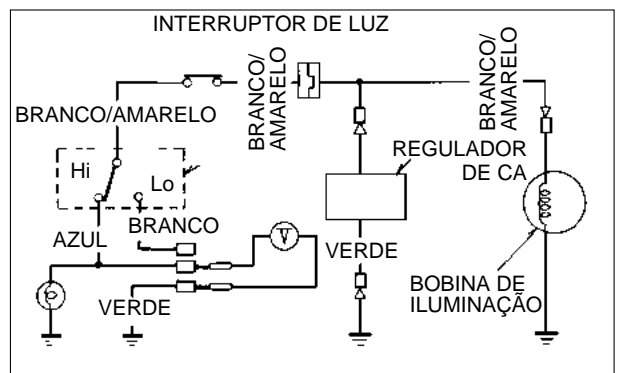 INTERRUPTOR DE LUZ
BRANCO/
AMARELO
BRANCO/
AMARELO
BRANCO/AMARELO
REGULADOR
DE CA
Hi
Lo
BRANCO
AZUL
V
VERDE
VERDE
BOBINA DE
ILUMINAÇÃO